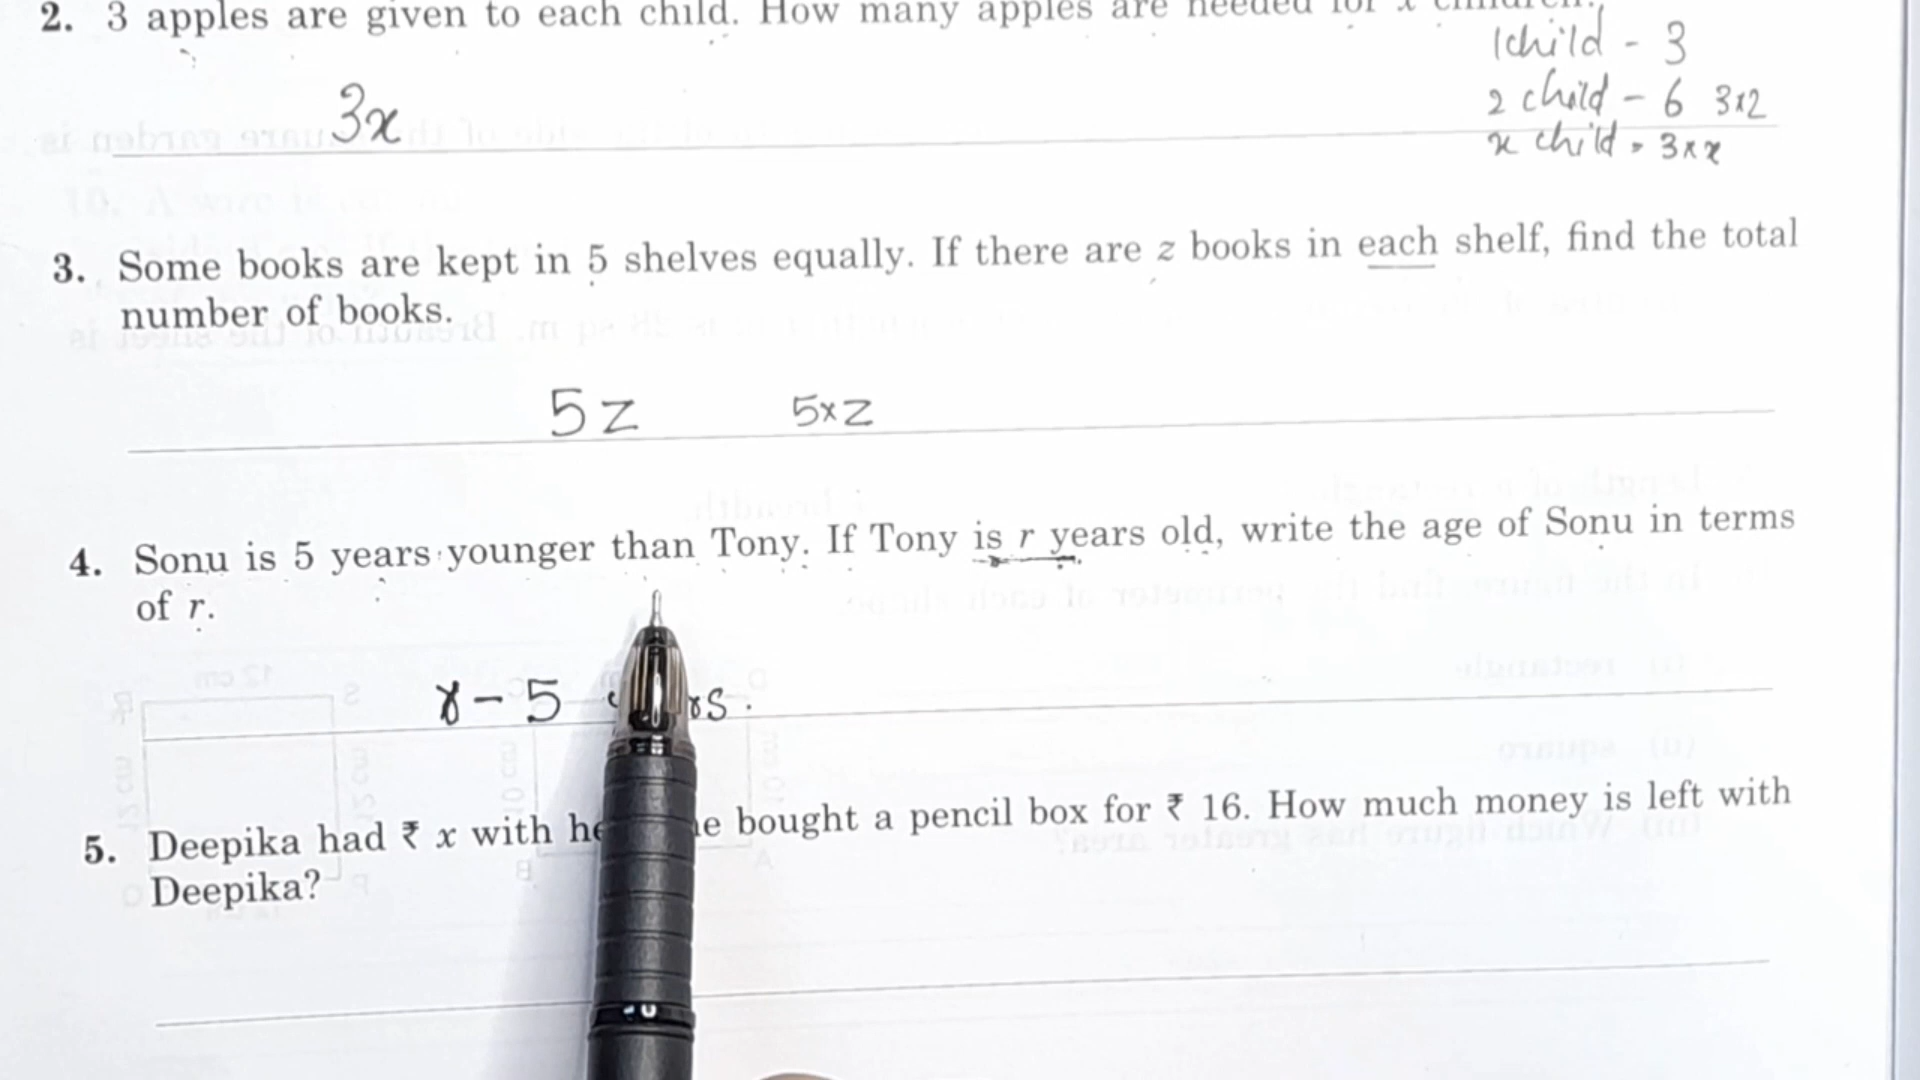 2. 3 apples are given to each child. How many apples are needed for x children.
1child - 3
3x
2 child - 6 3x2
x child - 3xx
3. Some books are kept in 5 shelves equally. If there are z books in each shelf, find the total
number of books.
5z 5xz
4. Sonu is 5 years younger than Tony. If Tony is r years old, write the age of Sonu in terms
of r.
r-5
5. Deepika had ₹ x with bought a pencil box for ₹ 16. How much money is left with
Deepika?